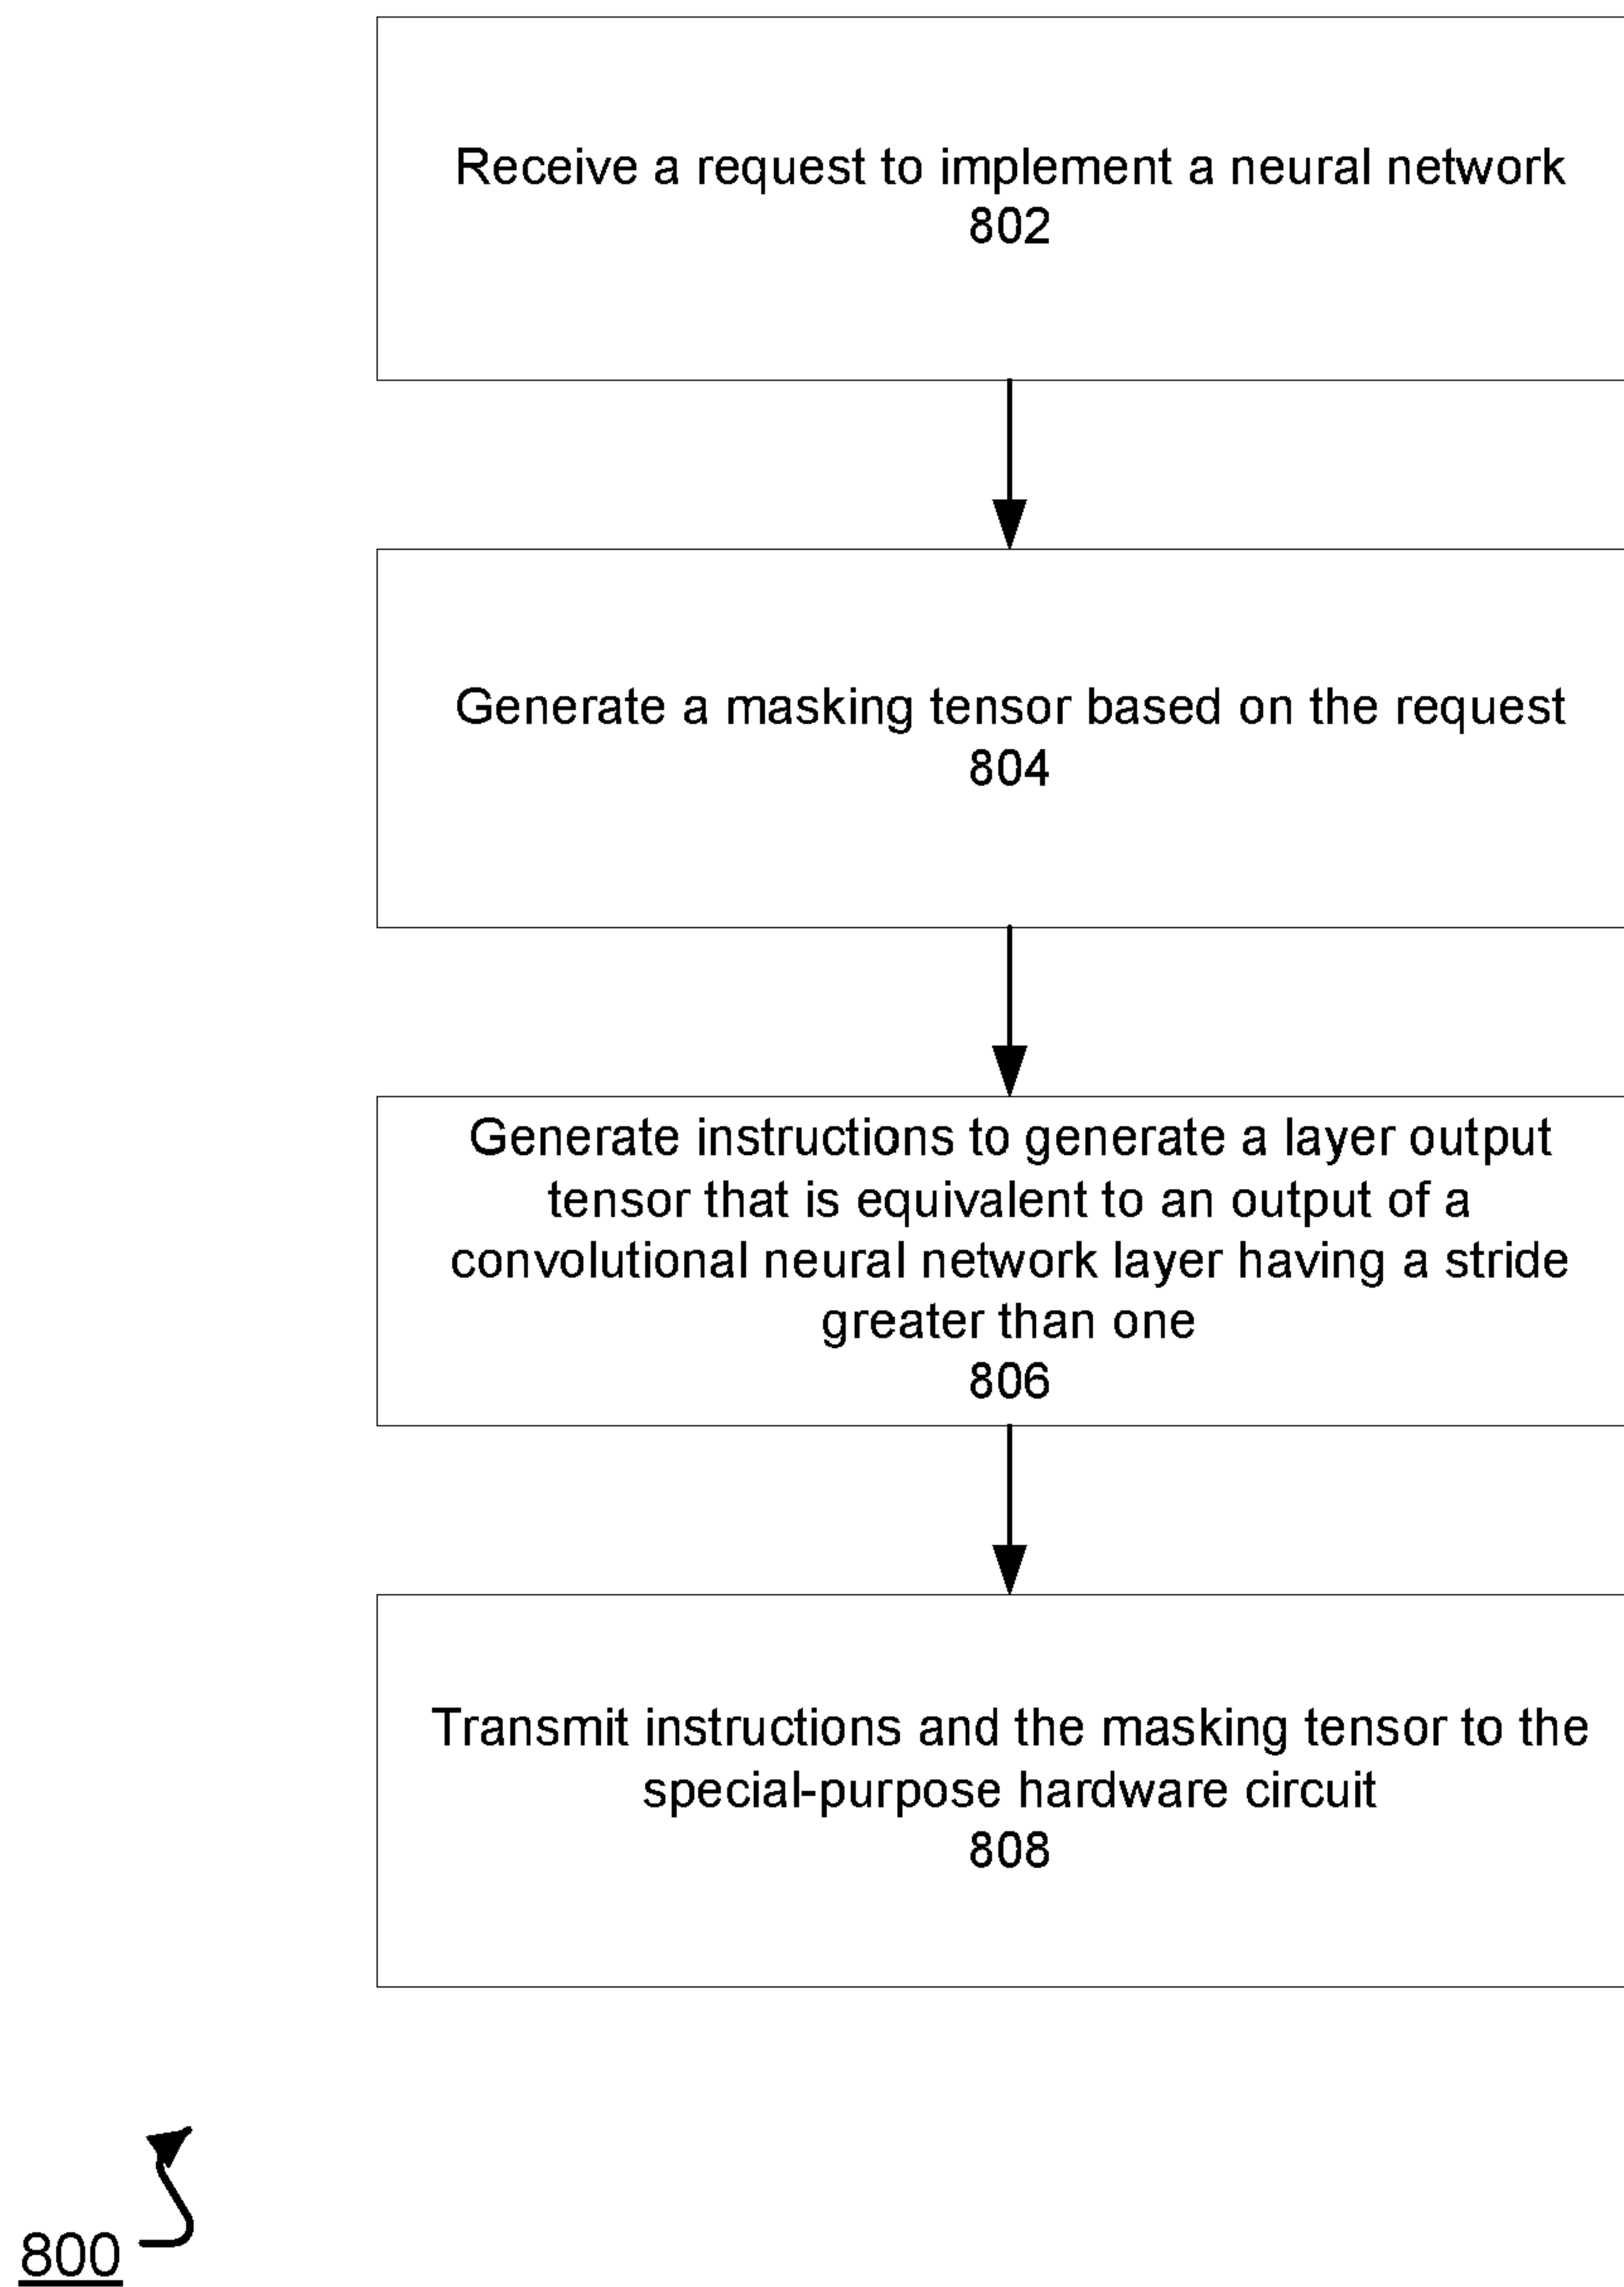 Receive a request to implement a neural network
802
Generate a masking tensor based on the request
804
Generate instructions to generate a layer output
tensor that is equivalent to an output of a
convolutional neural network layer having a stride
greater than one
806
Transmit instructions and the masking tensor to the
special-purpose hardware circuit
808
800